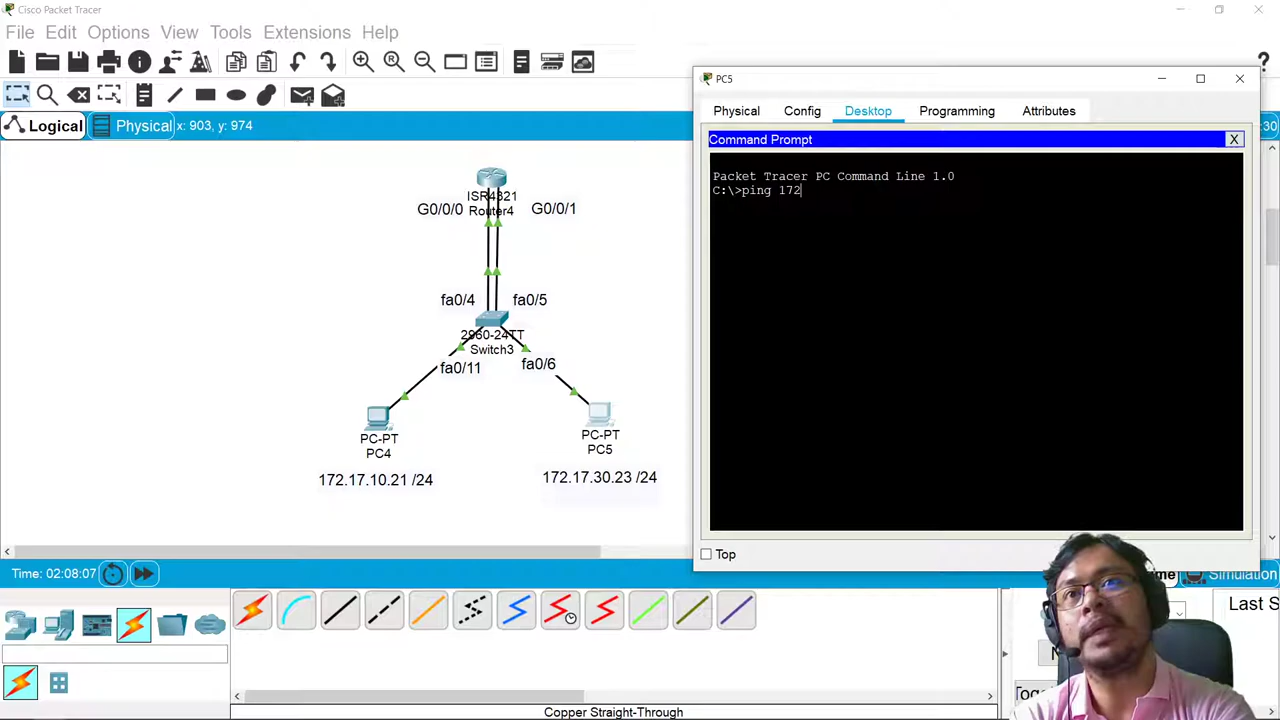 Cisco Packet Tracer
File Edit Options View Tools Extensions Help
Logical Physical x: 903, y: 974
:30
PC5
Physical Config Desktop Programming Attributes
Command Prompt X
Packet Tracer PC Command Line 1.0
C:\>ping 172
Top
ISR4321
Router4
G0/0/0 G0/0/1
fa0/4 fa0/5
2960-24TT
Switch3
fa0/11 fa0/6
PC-PT
PC4
PC-PT
PC5
172.17.10.21 /24
172.17.30.23 /24
Time: 02:08:07
Simulation
Last S
Copper Straight-Through